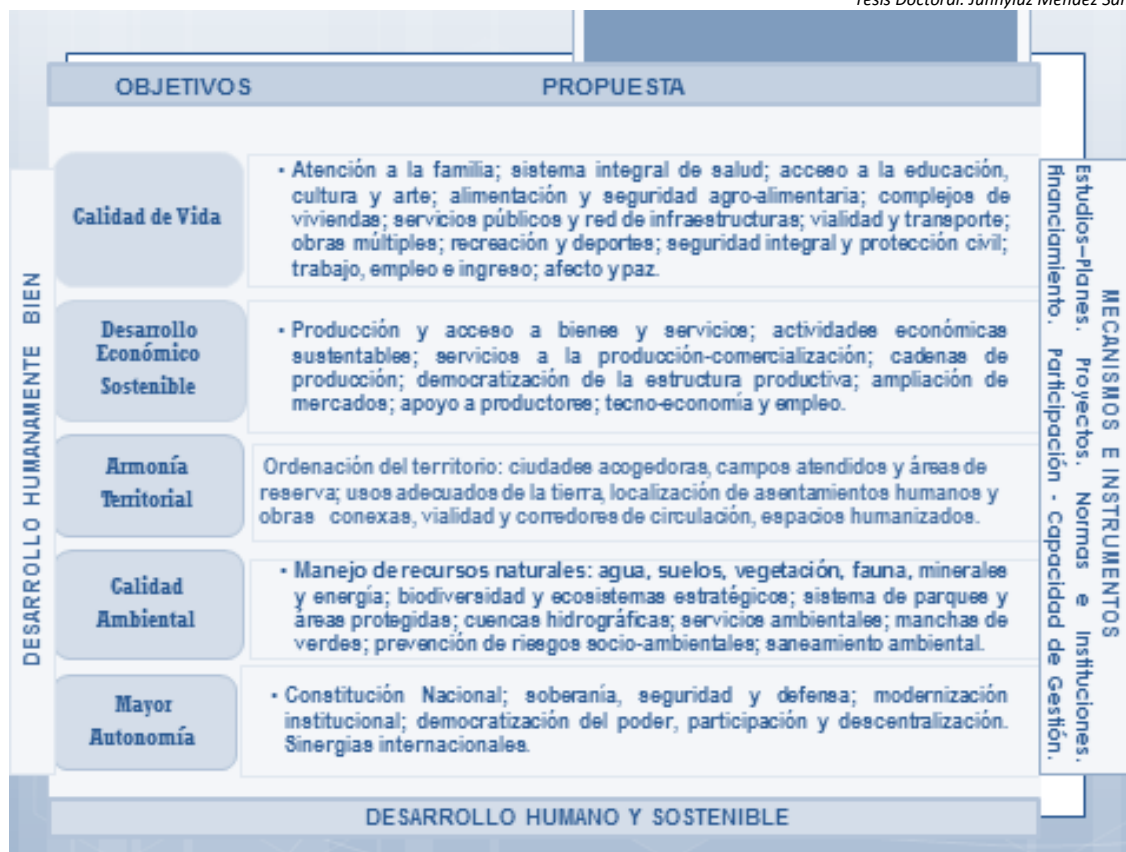 Tesis Doctoral: Jannyluz Méndez
OBJETIVOS PROPUESTA
DESARROLLO HUMANAMENTE BIEN
Calidad de Vida
• Atención a la familia; sistema integral de salud; acceso a la educación,
cultura y arte; alimentación y seguridad agro-alimentaria; complejos de
viviendas; servicios públicos y red de infraestructuras; vialidad y transporte;
obras múltiples; recreación y deportes; seguridad integral y protección civil;
trabajo, empleo e ingreso; afecto y paz.
Desarrollo
Económico
Sostenible
• Producción y acceso a bienes y servicios; actividades económicas
sustentables; servicios a la producción-comercialización; cadenas de
producción; democratización de la estructura productiva; ampliación de
mercados; apoyo a productores; tecno-economía y empleo.
Armonía
Territorial
Ordenación del territorio: ciudades acogedoras, campos atendidos y áreas de
reserva; usos adecuados de la tierra, localización de asentamientos humanos y
obras conexas, vialidad y corredores de circulación, espacios humanizados.
Calidad
Ambiental
• Manejo de recursos naturales: agua, suelos, vegetación, fauna, minerales
y energía; biodiversidad y ecosistemas estratégicos; sistema de parques y
áreas protegidas; cuencas hidrográficas; servicios ambientales; manchas de
verdes; prevención de riesgos socio-ambientales; saneamiento ambiental.
Mayor
Autonomía
• Constitución Nacional; soberanía, seguridad y defensa; modernización
institucional; democratización del poder, participación y descentralización.
Sinergias internacionales.
MECANISMOS E INSTRUMENTOS
Estudios–Planes. Proyectos. Normas e Instituciones.
Financiamiento. Participación - Capacidad de Gestión.
DESARROLLO HUMANO Y SOSTENIBLE